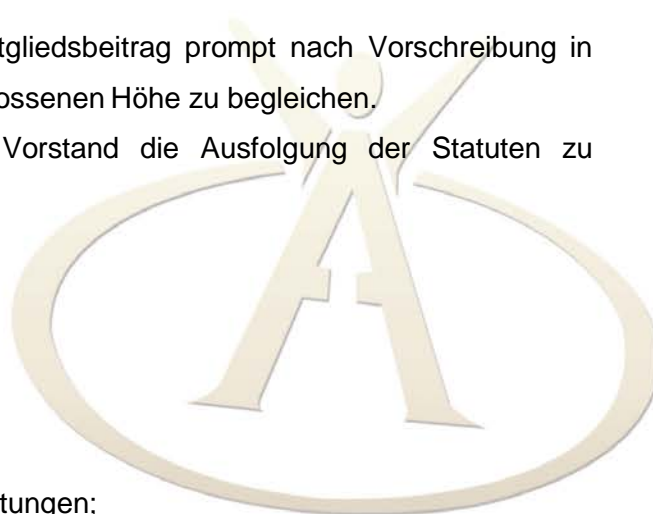 tgliedsbeitrag prompt nach Vorschreibung in
ossenen Höhe zu begleichen.
Vorstand die Ausfolgung der Statuten zu
tungen;